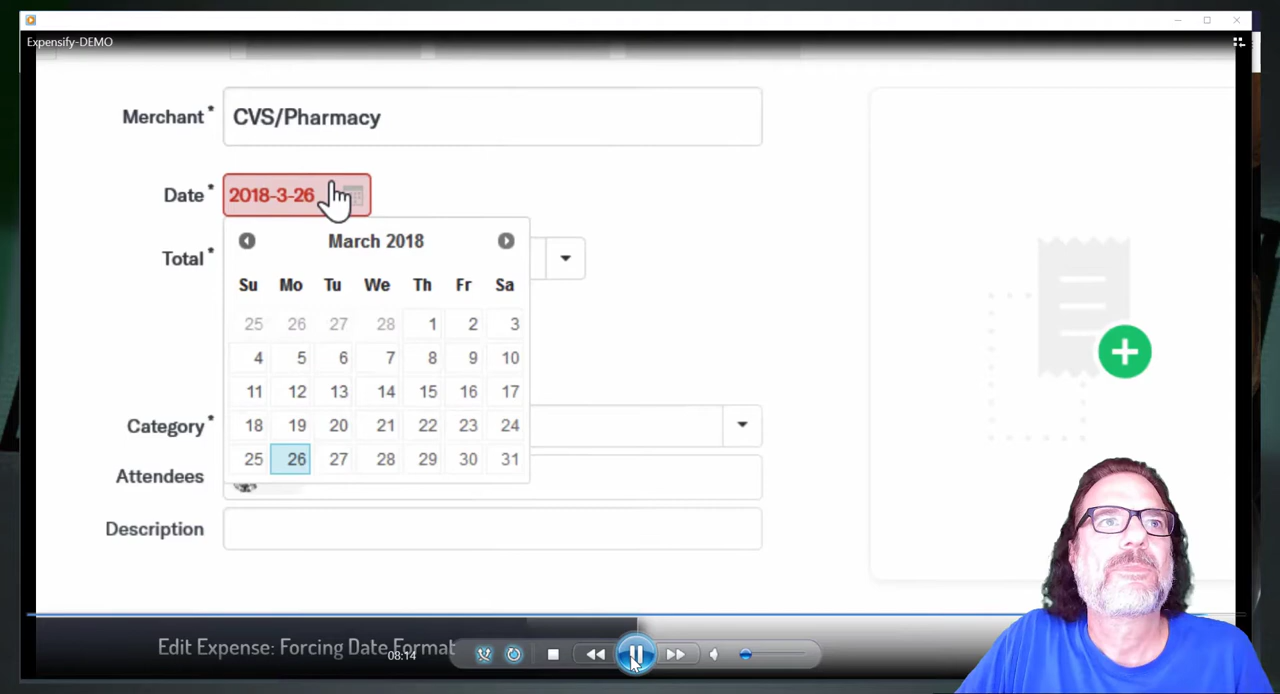 Expensify-DEMO
Merchant * CVS/Pharmacy
Date * 2018-3-26
March 2018
Total *
Su Mo Tu We Th Fr Sa
25 26 27 28 1 2 3
4 5 6 7 8 9 10
11 12 13 14 15 16 17
18 19 20 21 22 23 24
Category *
25 26 27 28 29 30 31
Attendees
Description
Edit Expense: Forcing Date Format
08:14